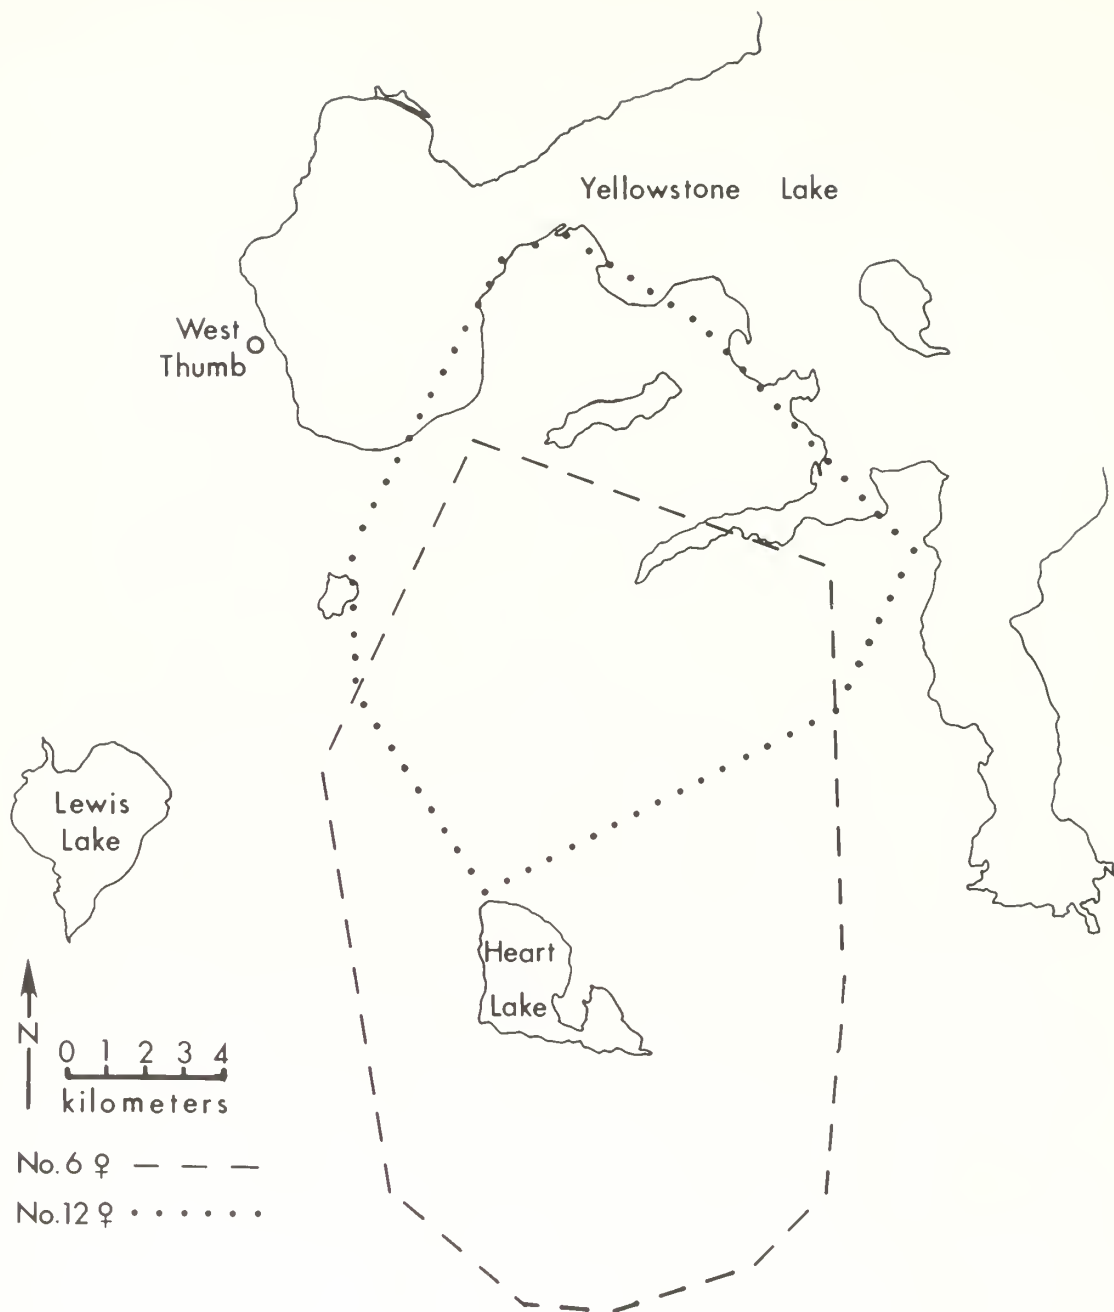 Yellowstone Lake
West
Thumb
Lewis
Lake
Heart
Lake
N
0 1 2 3 4
kilometers
No. 6 ♀
No. 12 ♀